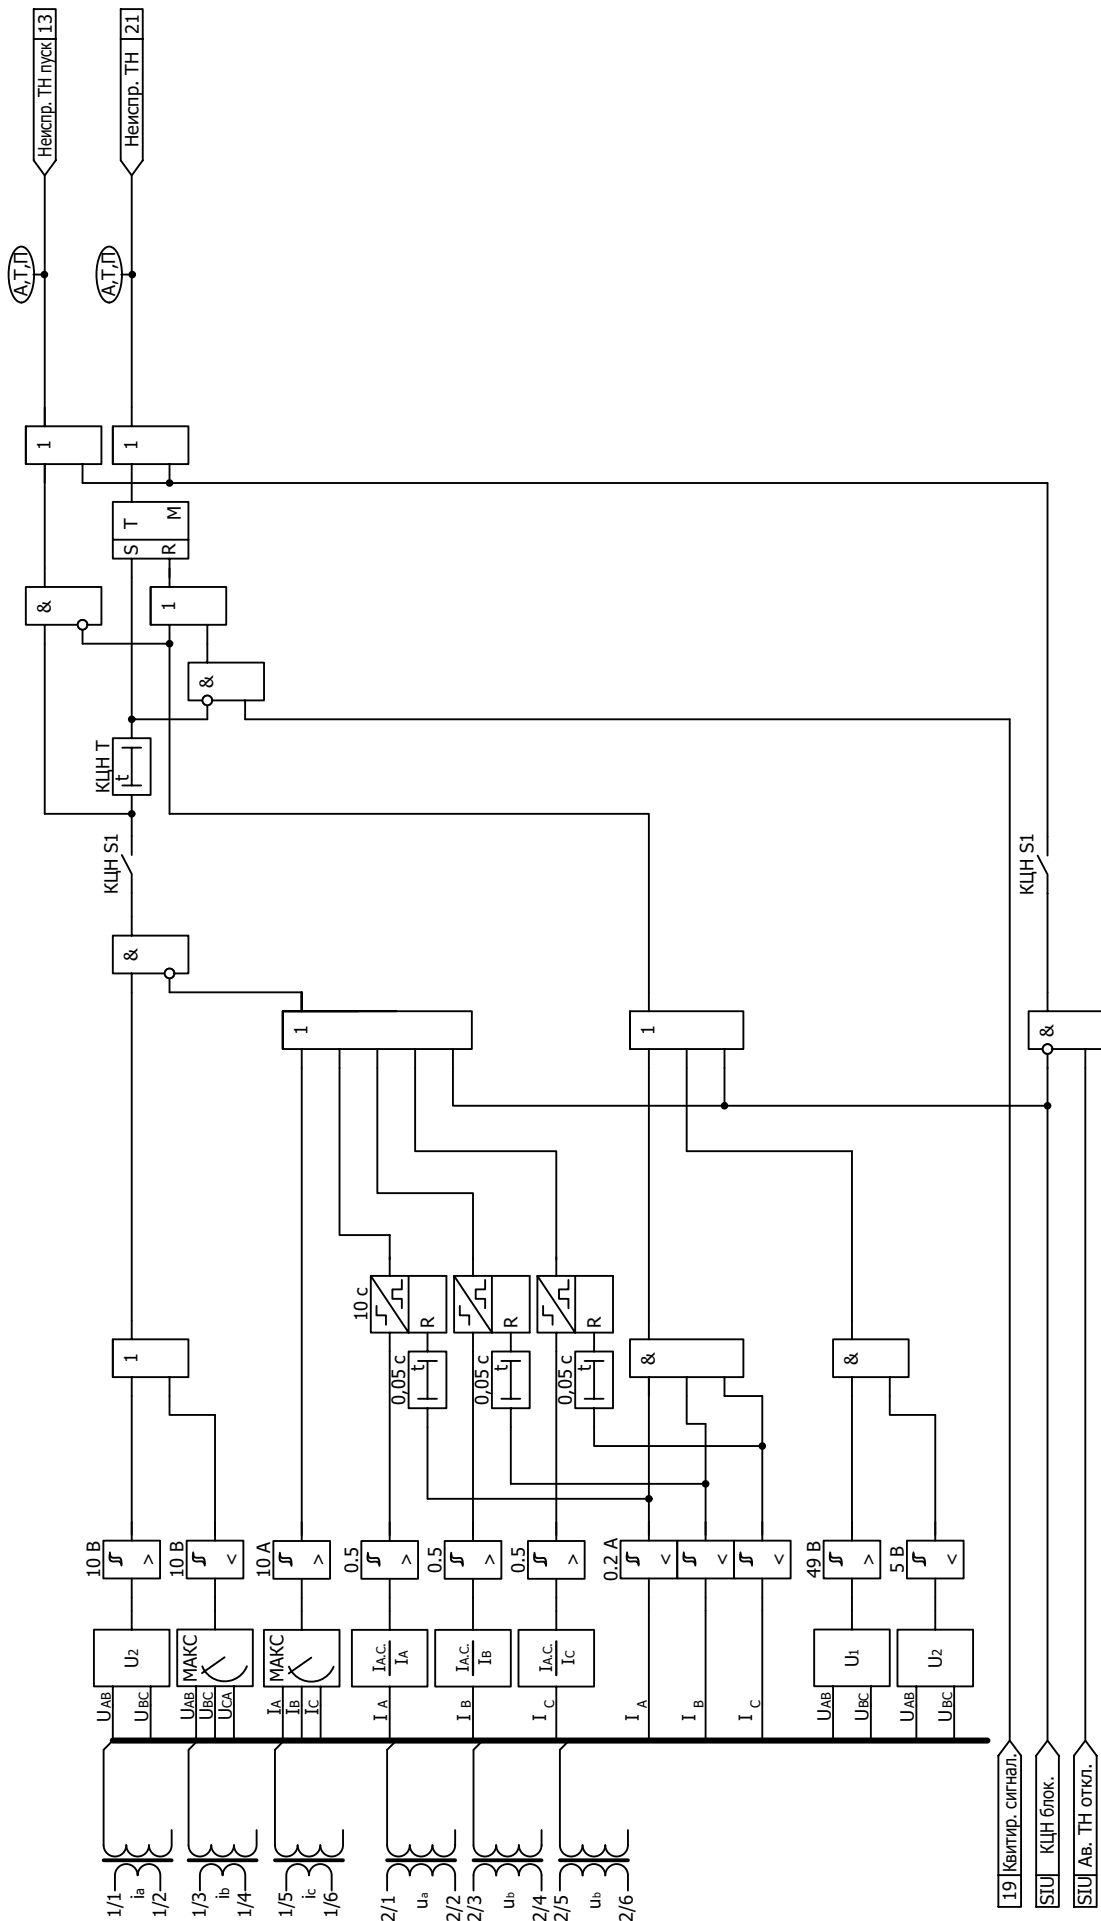 1/1
ia
1/2
1/3
ib
1/4
1/5
ic
1/6
2/1
ua
2/2
2/3
ub
2/4
2/5
ub
2/6
UAB
UBC
U2
10 В
>
UAB
UBC
UCA
МАКС
10 В
<
IA
IB
IC
МАКС
10 А
>
I A
IA.C.
IA
0.5
>
I B
IA.C.
IB
0.5
>
I C
IA.C.
IC
0.5
>
I A
I B
I C
0.2 А
<
<
<
UAB
UBC
U1
49 В
>
UAB
UBC
U2
5 В
<
0,05 с
t
0,05 с
t
0,05 с
t
10 с
R
R
R
1
&
&
1
1
&
&
КЦН S1
КЦН S1
КЦН Т
t
&
&
1
S
R
T
M
1
1
А,Т,П
А,Т,П
Неиспр. ТН пуск 13
Неиспр. ТН 21
19 Квитир. сигнал.
SIU КЦН блок.
SIU Ав. ТН откл.